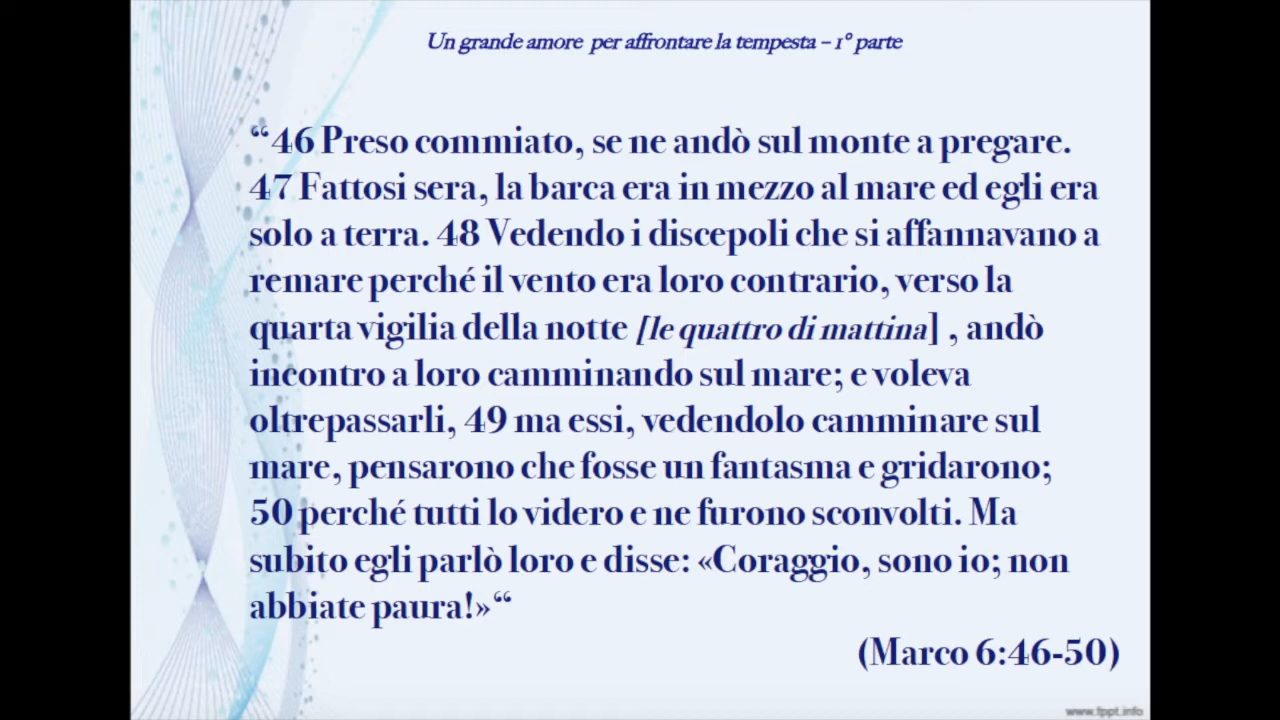 Un grande amore per affrontare la tempesta – 1° parte
“46 Preso commiato, se ne andò sul monte a pregare.
47 Fattosi sera, la barca era in mezzo al mare ed egli era
solo a terra. 48 Vedendo i discepoli che si affannavano a
remare perché il vento era loro contrario, verso la
quarta vigilia della notte [le quattro di mattina] , andò
incontro a loro camminando sul mare; e voleva
oltrepassarli, 49 ma essi, vedendolo camminare sul
mare, pensarono che fosse un fantasma e gridarono;
50 perché tutti lo videro e ne furono sconvolti. Ma
subito egli parlò loro e disse: «Coraggio, sono io; non
abbiate paura!»“
(Marco 6:46-50)
www.fppt.info